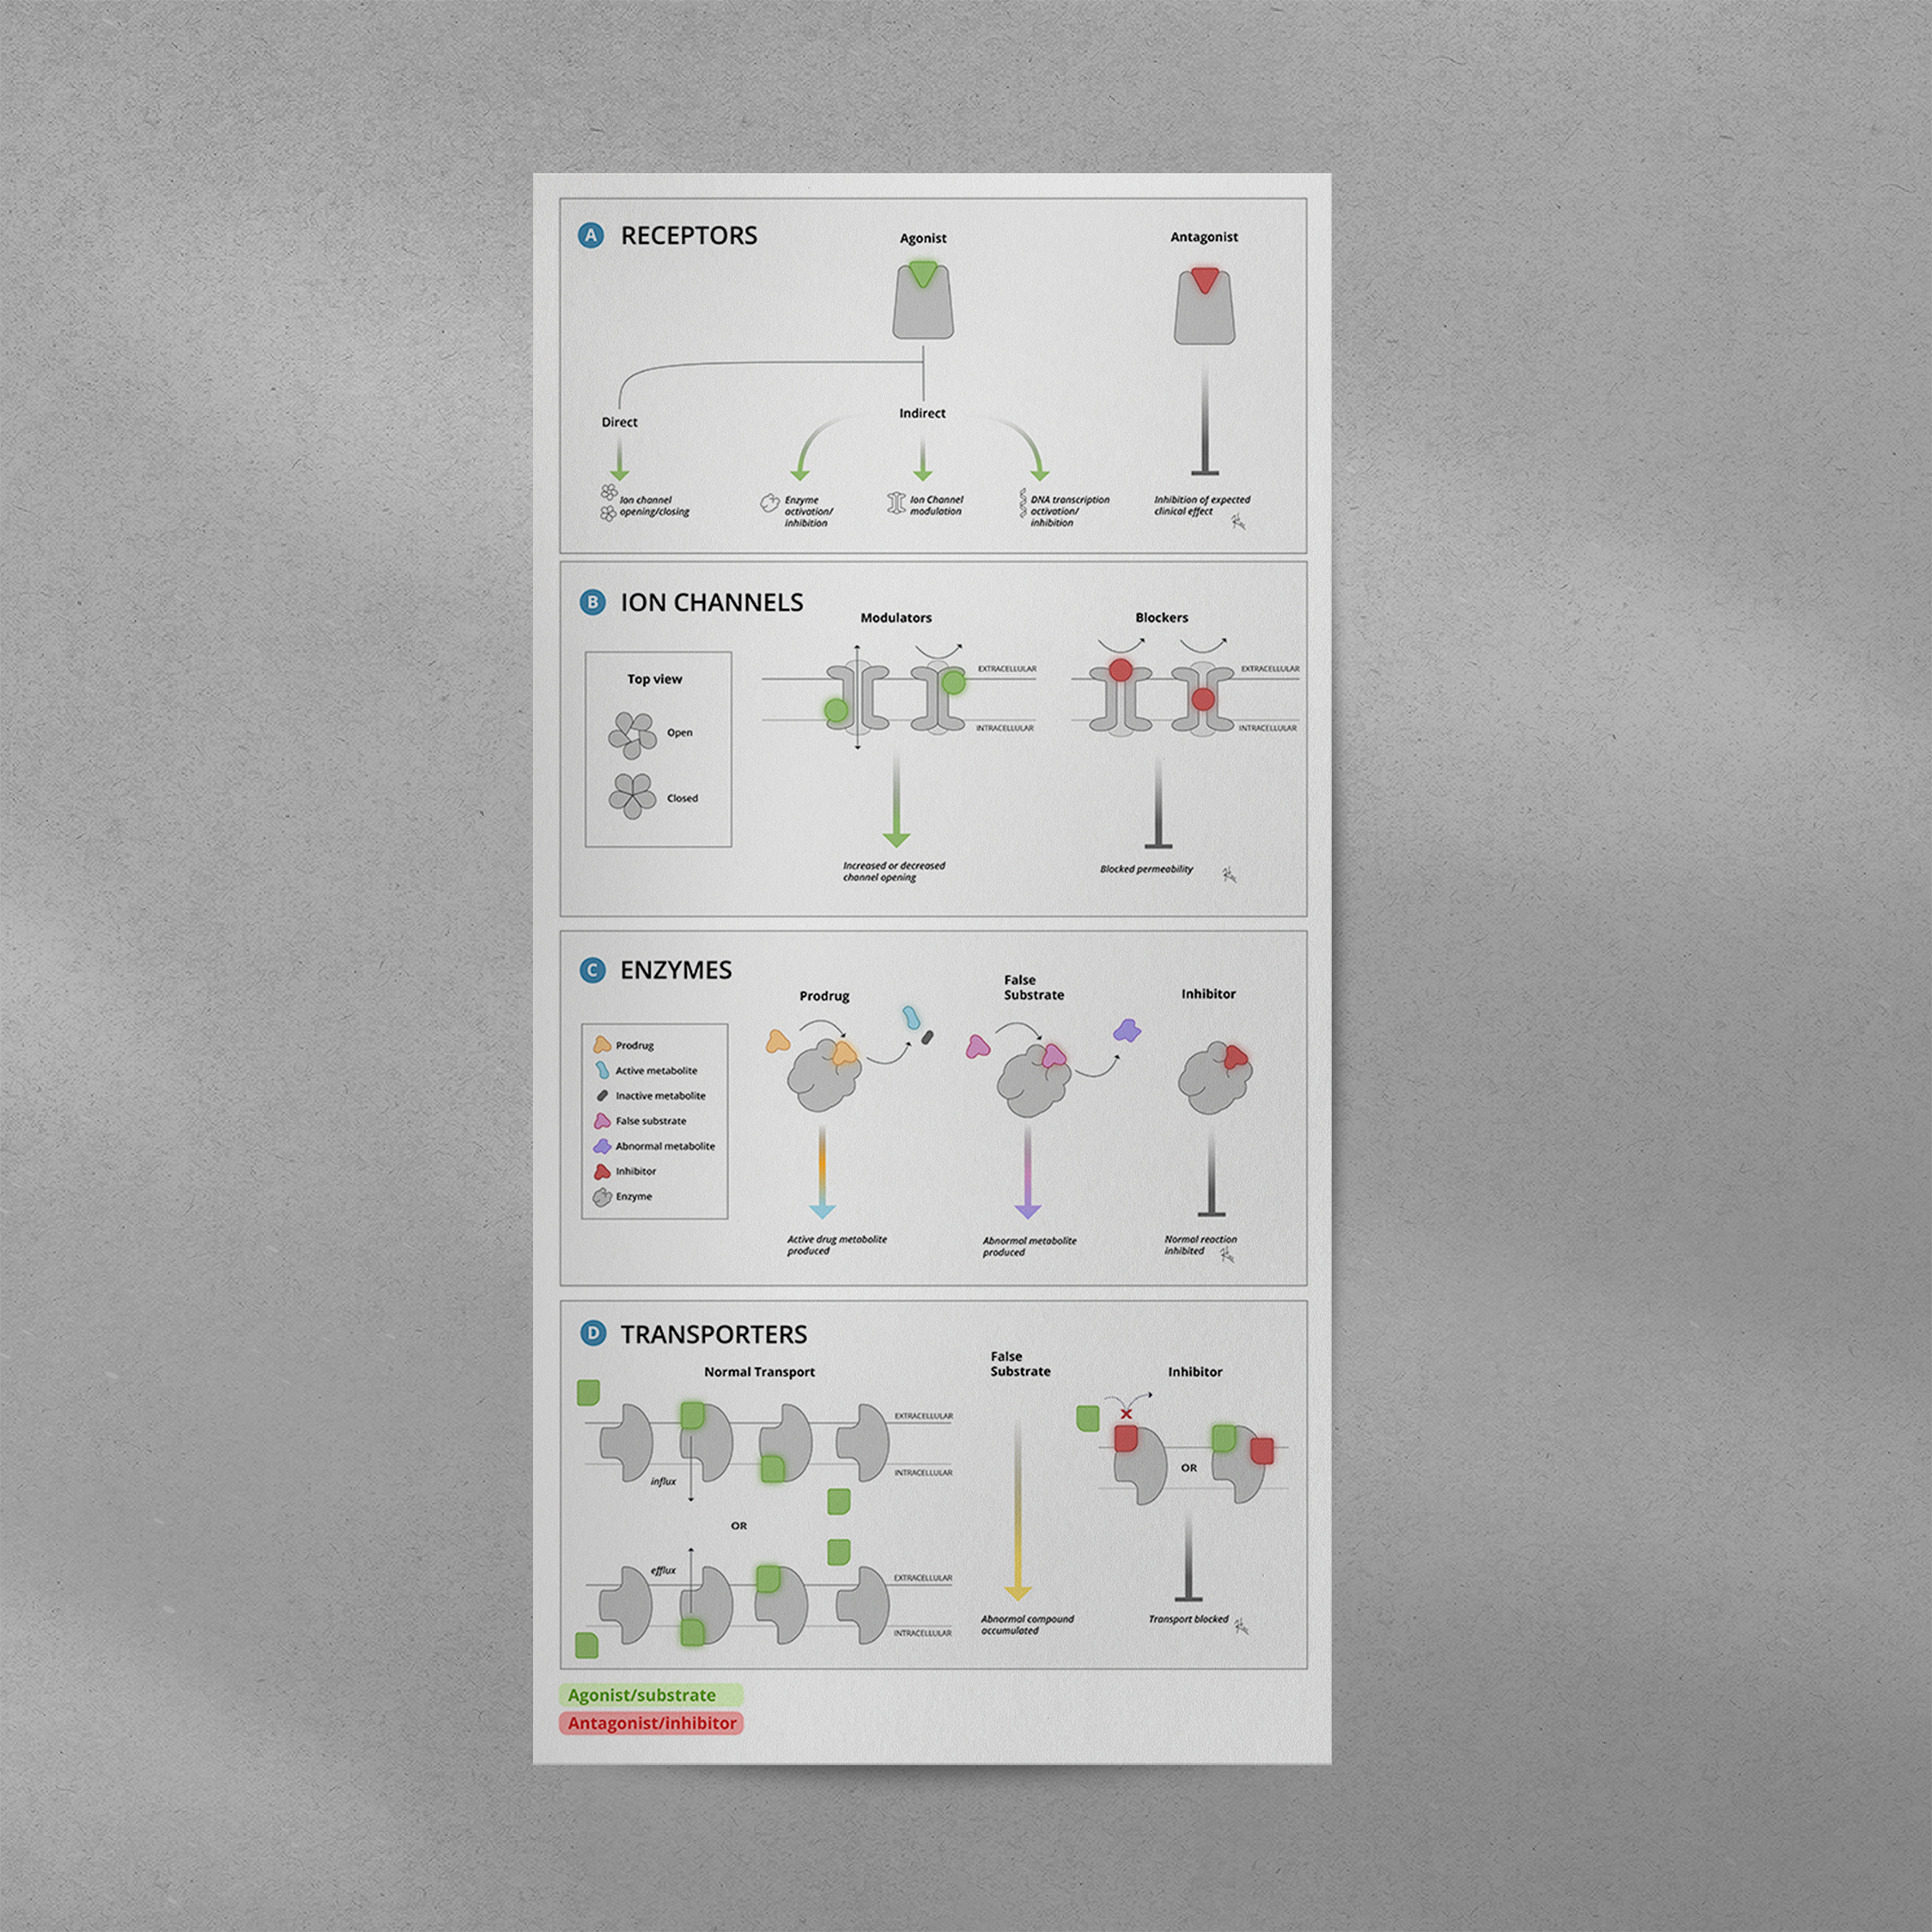 A RECEPTORS
Agonist
Antagonist
Direct
Indirect
Ion channel
opening/closing
Enzyme
activation/
inhibition
Ion Channel
modulation
DNA transcription
activation/
inhibition
Inhibition of expected
clinical effect
B ION CHANNELS
Modulators
Blockers
Top view
Open
Closed
EXTRACELLULAR
INTRACELLULAR
EXTRACELLULAR
INTRACELLULAR
Increased or decreased
channel opening
Blocked permeability
C ENZYMES
Prodrug
False
Substrate
Inhibitor
Prodrug
Active metabolite
Inactive metabolite
False substrate
Abnormal metabolite
Inhibitor
Enzyme
Active drug metabolite
produced
Abnormal metabolite
produced
Normal reaction
inhibited
D TRANSPORTERS
Normal Transport
False
Substrate
Inhibitor
EXTRACELLULAR
INTRACELLULAR
influx
OR
efflux
EXTRACELLULAR
INTRACELLULAR
X
OR
Abnormal compound
accumulated
Transport blocked
Agonist/substrate
Antagonist/inhibitor